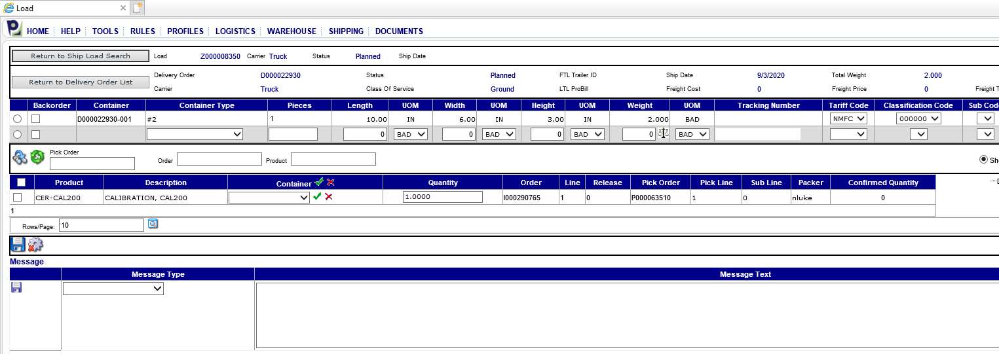 Load
HOME HELP TOOLS RULES PROFILES LOGISTICS WAREHOUSE SHIPPING DOCUMENTS
Return to Ship Load Search Load Z000008350 Carrier Truck Status Planned Ship Date
Delivery Order D000022930 Status Planned FTL Trailer ID Ship Date 9/3/2020 Total Weight 2.000
Return to Delivery Order List
Carrier Truck Class Of Service Ground LTL ProBill Freight Cost 0 Freight Price 0 Freight T
Backorder Container Container Type Pieces Length UOM Width UOM Height UOM Weight UOM Tracking Number Tariff Code Classification Code Sub Code
D000022930-001 #2 1 10.00 IN 6.00 IN 3.00 IN 2.000 BAD NMFC 000000
0 BAD 0 BAD 0 BAD 0 BAD
Pick Order
Order Product Sh
Product Description Container Quantity Order Line Release Pick Order Pick Line Sub Line Packer Confirmed Quantity
CER-CAL200 CALIBRATION, CAL200 1.0000 I000290765 1 0 P000063510 1 0 nluke 0
1
Rows/Page: 10
Message
Message Type Message Text